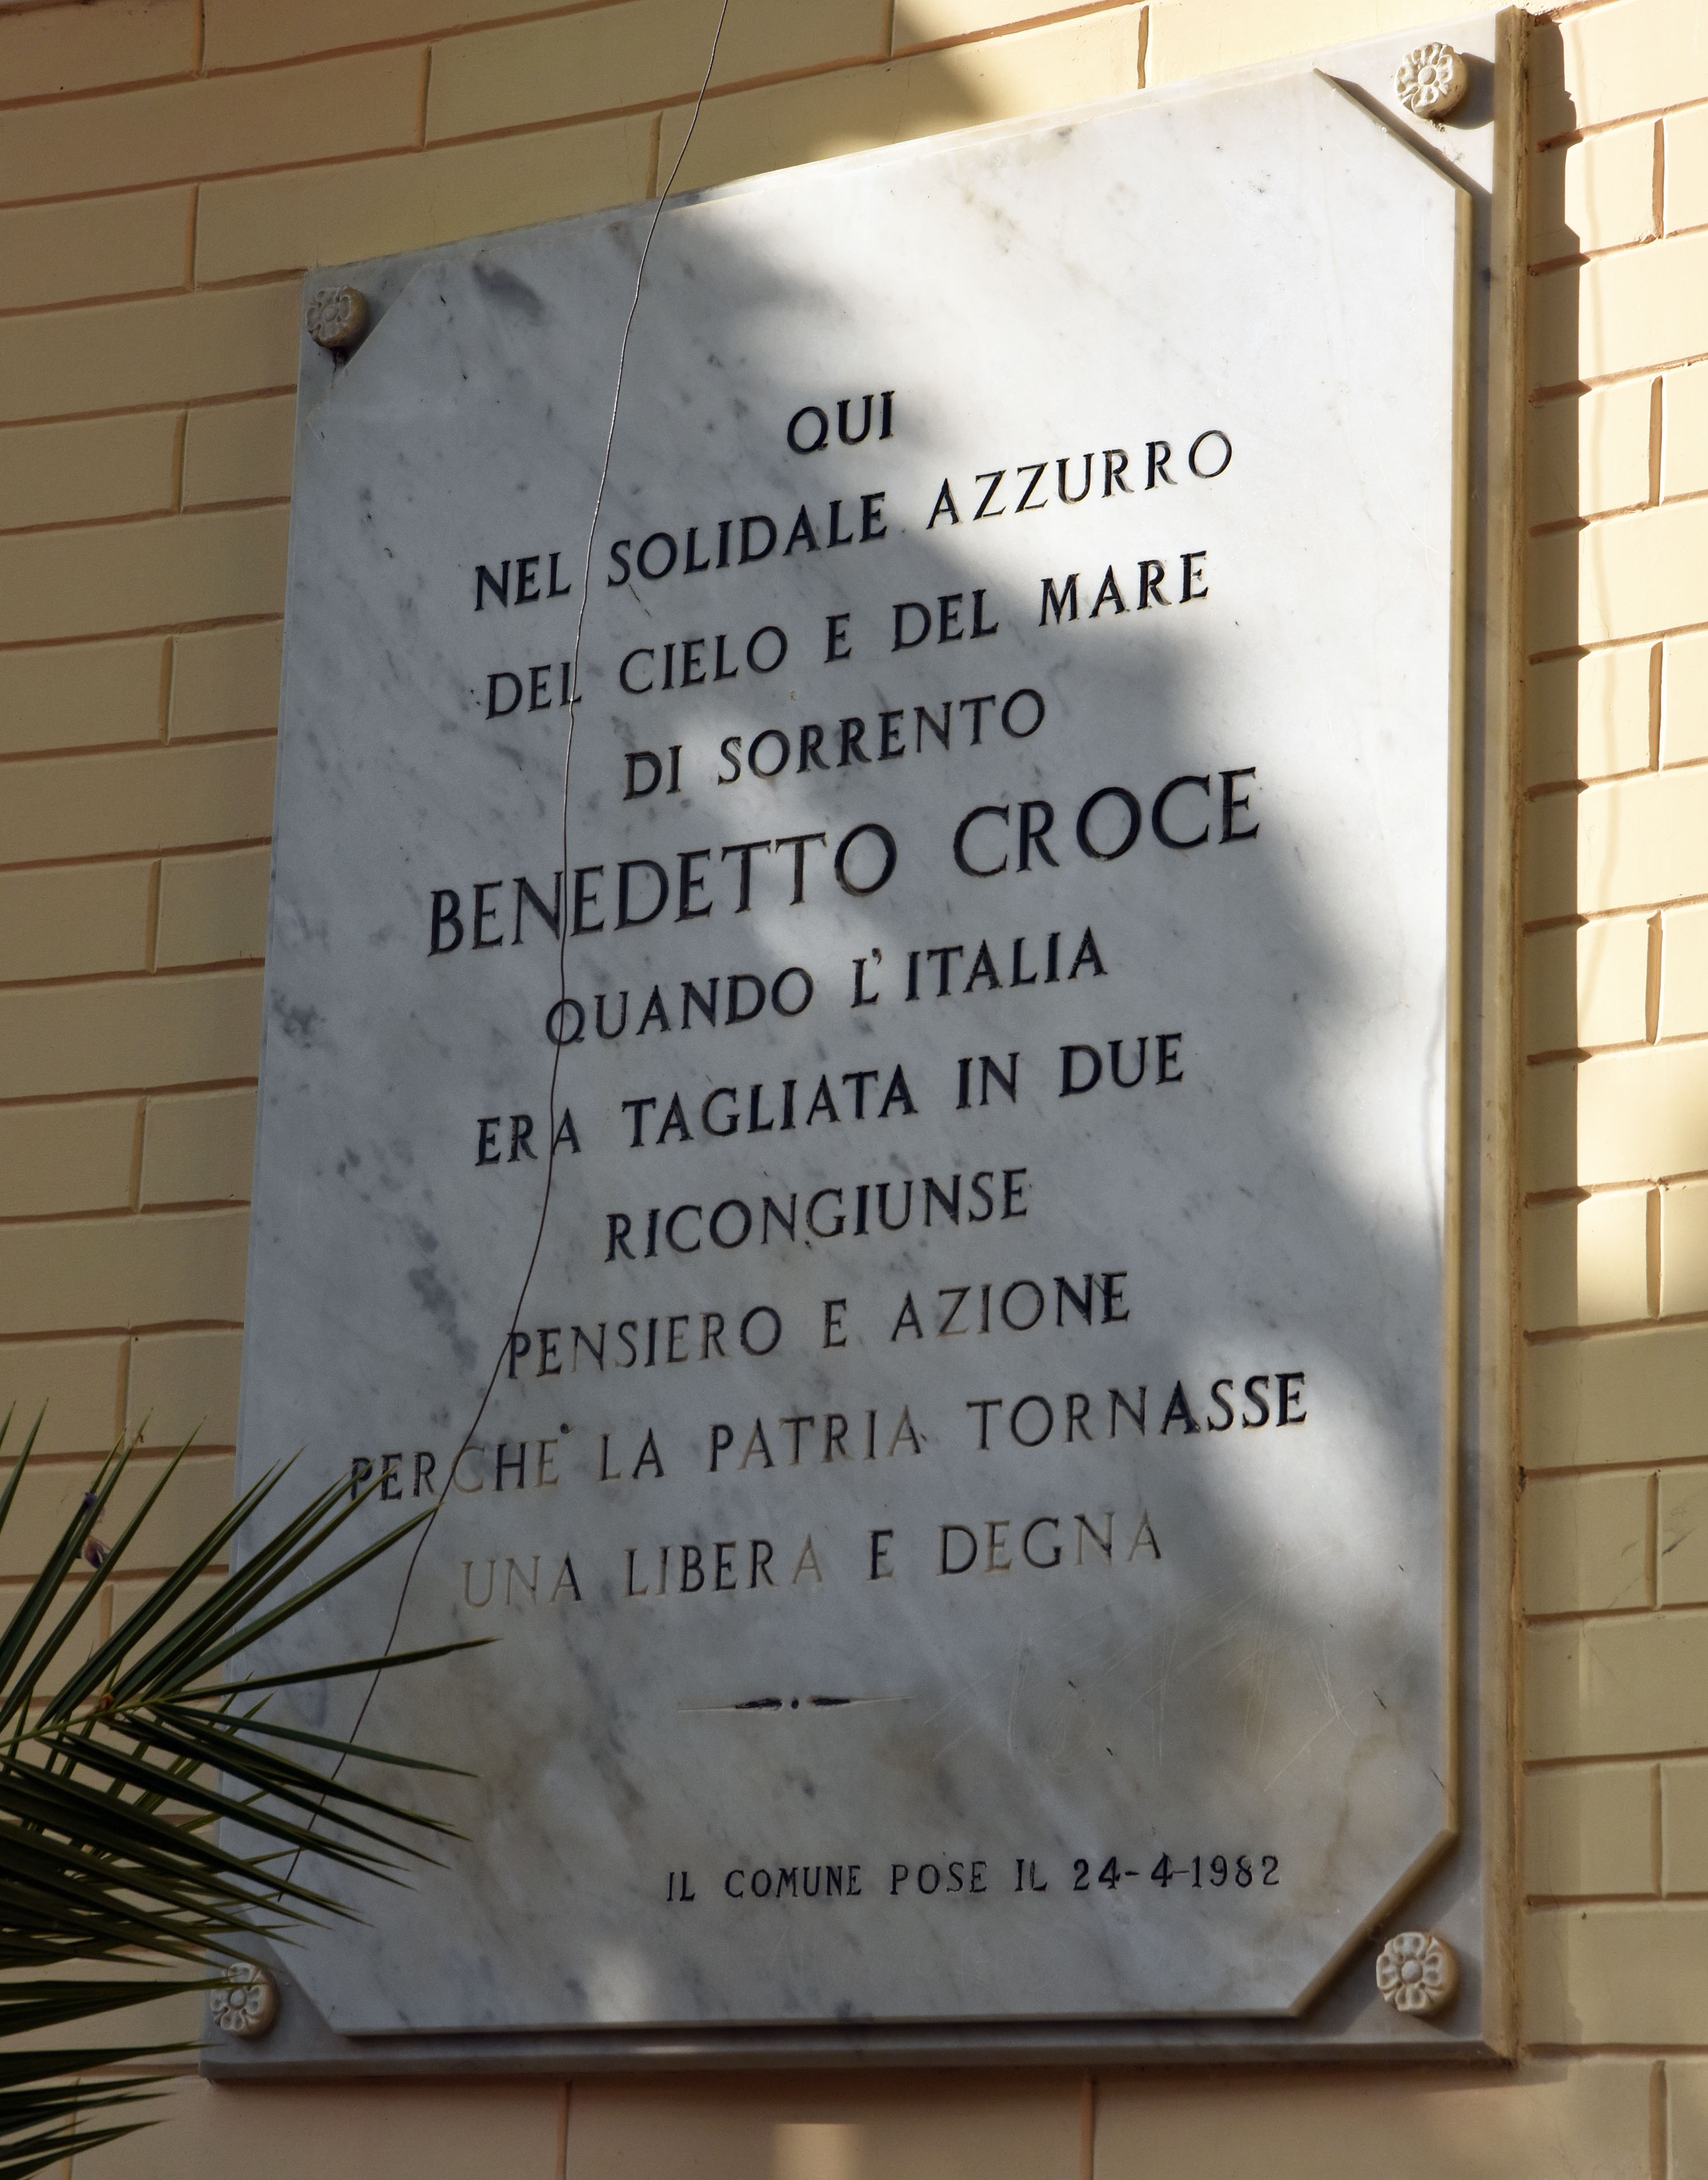 QUI
NEL SOLIDALE AZZURRO
DEL CIELO E DEL MARE
DI SORRENTO
BENEDETTO CROCE
QUANDO L'ITALIA
ERA TAGLIATA IN DUE
RICONGIUNSE
PENSIERO E AZIONE
PERCHE' LA PATRIA TORNASSE
UNA LIBERA E DEGNA
IL COMUNE POSE IL 24-4-1982